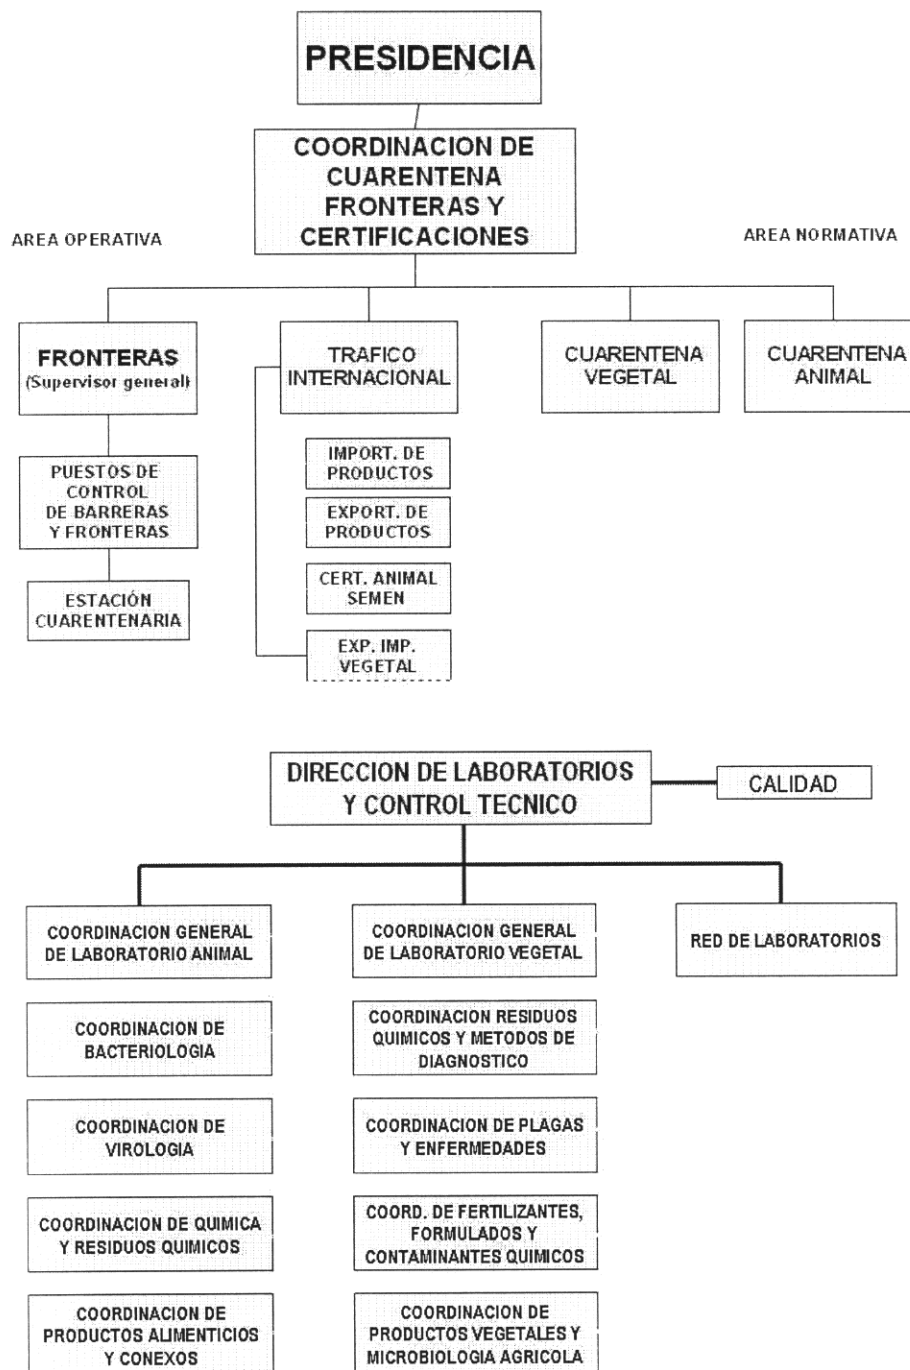 PRESIDENCIA
COORDINACION DE
CUARENTENA
FRONTERAS Y
CERTIFICACIONES
AREA OPERATIVA
AREA NORMATIVA
FRONTERAS
(Supervisor general)
TRAFICO
INTERNACIONAL
CUARENTENA
VEGETAL
CUARENTENA
ANIMAL
PUESTOS DE
CONTROL
DE BARRERAS
Y FRONTERAS
ESTACIÓN
CUARENTENARIA
IMPORT. DE
PRODUCTOS
EXPORT. DE
PRODUCTOS
CERT. ANIMAL
SEMEN
EXP. IMP.
VEGETAL
DIRECCION DE LABORATORIOS
Y CONTROL TECNICO
CALIDAD
COORDINACION GENERAL
DE LABORATORIO ANIMAL
COORDINACION DE
BACTERIOLOGIA
COORDINACION DE
VIROLOGIA
COORDINACION DE QUIMICA
Y RESIDUOS QUIMICOS
COORDINACION DE
PRODUCTOS ALIMENTICIOS
Y CONEXOS
COORDINACION GENERAL
DE LABORATORIO VEGETAL
COORDINACION RESIDUOS
QUIMICOS Y METODOS DE
DIAGNOSTICO
COORDINACION DE PLAGAS
Y ENFERMEDADES
COORD. DE FERTILIZANTES,
FORMULADOS Y
CONTAMINANTES QUIMICOS
COORDINACION DE
PRODUCTOS VEGETALES Y
MICROBIOLOGIA AGRICOLA
RED DE LABORATORIOS